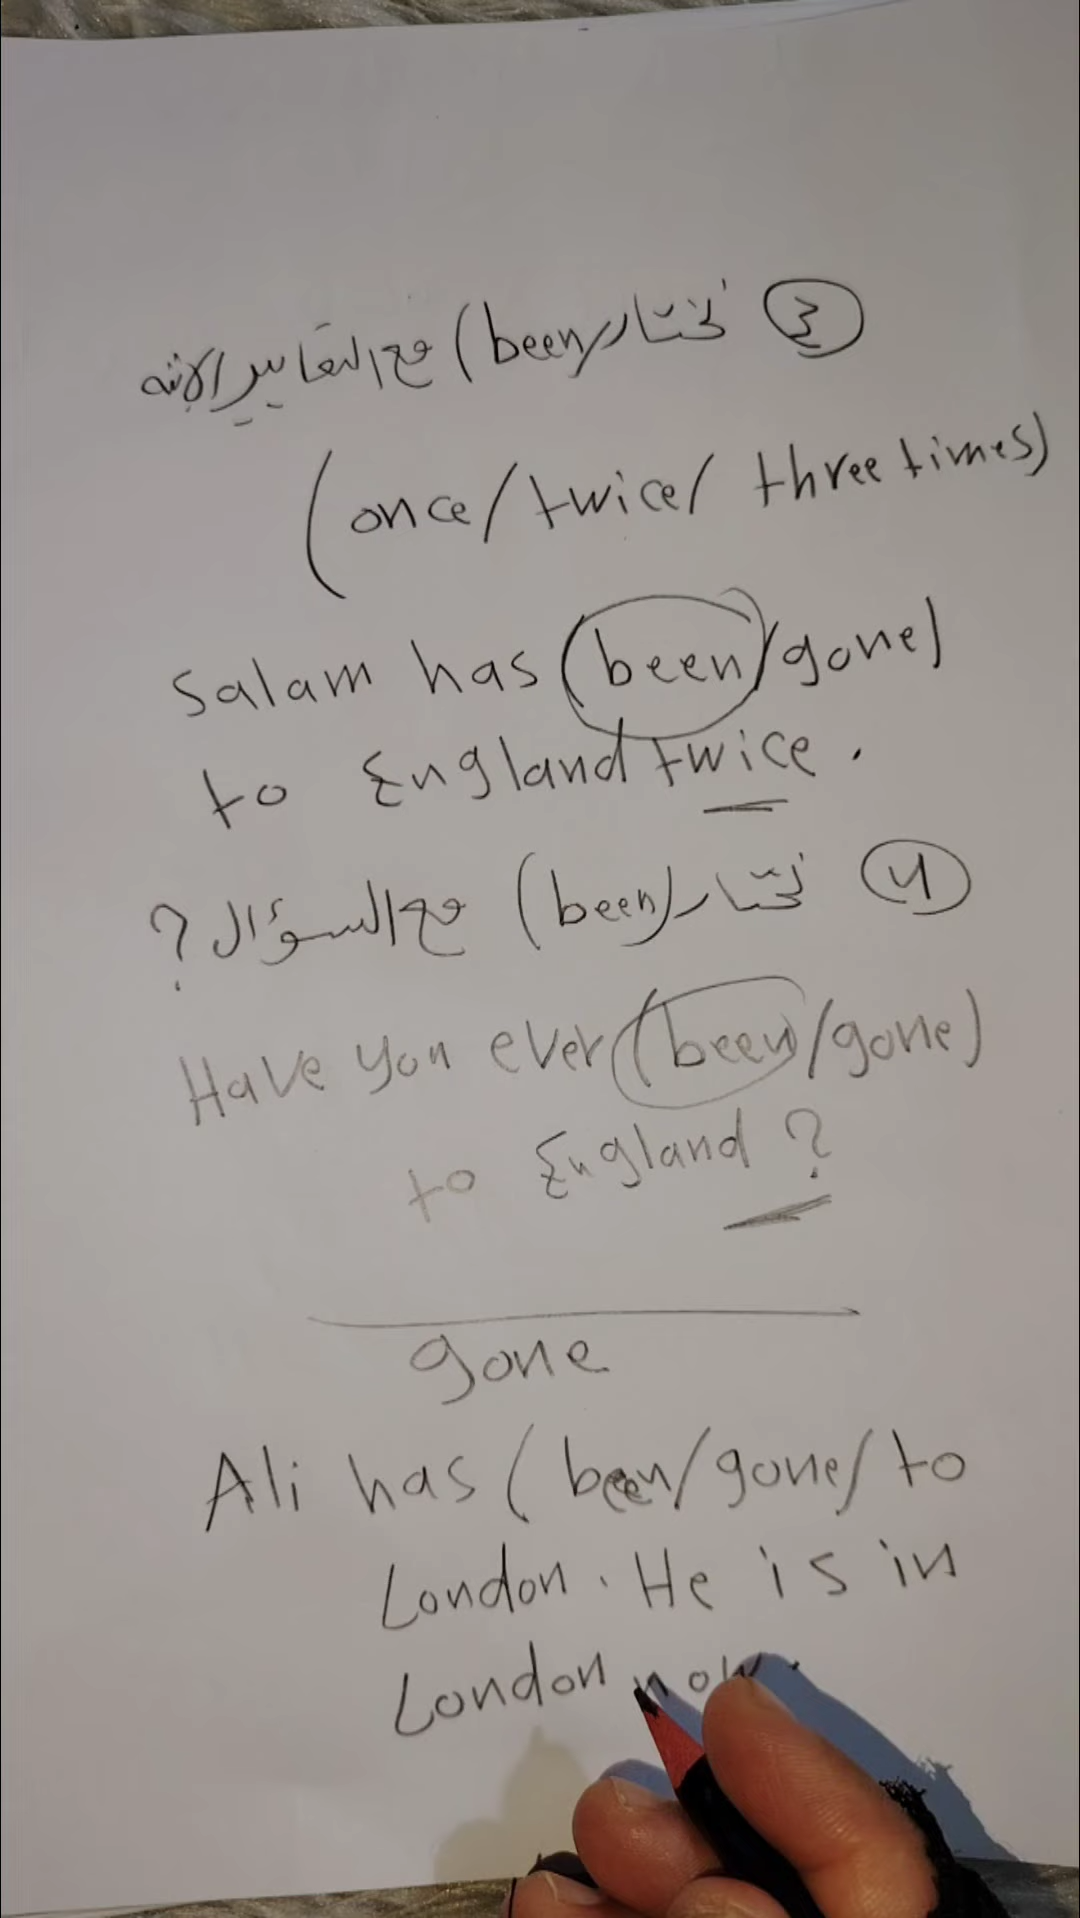 ③ نختار (been) مع التعابير الاتية
(once/twice/ three times)
Salam has (been/gone)
to England twice.
④ نختار (been) مع السؤال ?
Have you ever (been/gone)
to England ?
gone
Ali has (been/gone/ to
London. He is in
London now.